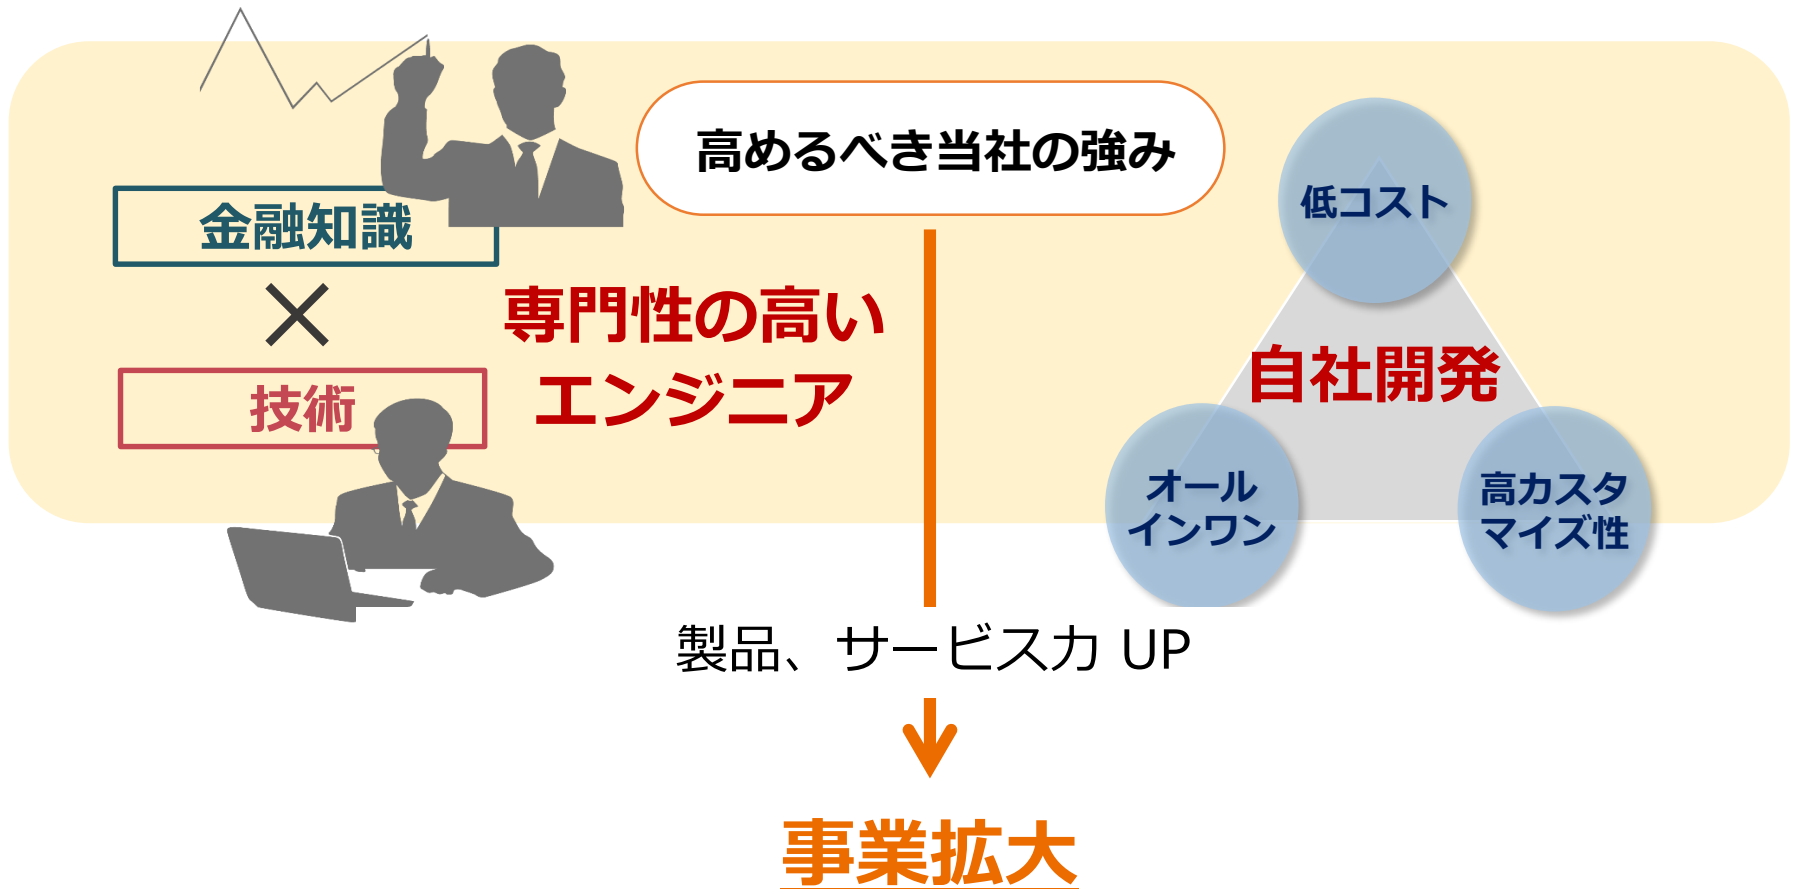 高めるべき当社の強み
金融知識
×
技術
専門性の高い
エンジニア
低コスト
自社開発
オール
インワン
高カスタ
マイズ性
製品、サービス力 UP
事業拡大